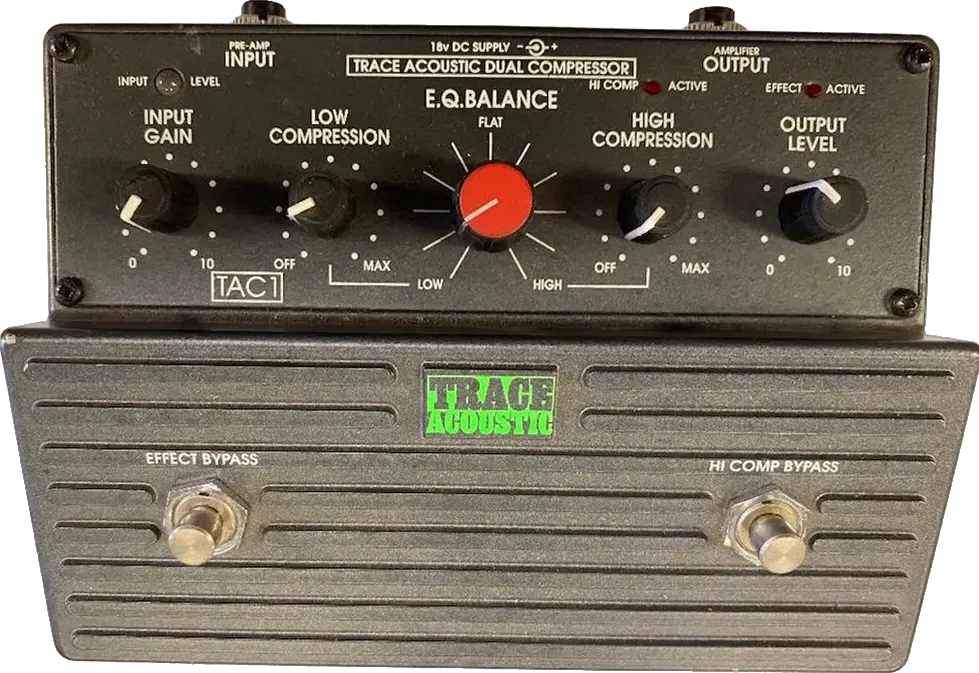 PRE-AMP
INPUT
18v DC SUPPLY - +
AMPLIFIER
OUTPUT
TRACE ACOUSTIC DUAL COMPRESSOR
INPUT LEVEL
HI COMP ACTIVE
EFFECT ACTIVE
INPUT
GAIN
LOW
COMPRESSION
E.Q.BALANCE
FLAT
HIGH
COMPRESSION
OUTPUT
LEVEL
0 10
OFF MAX
LOW HIGH
OFF MAX
0 10
TAC1
TRACE
ACOUSTIC
EFFECT BYPASS
HI COMP BYPASS